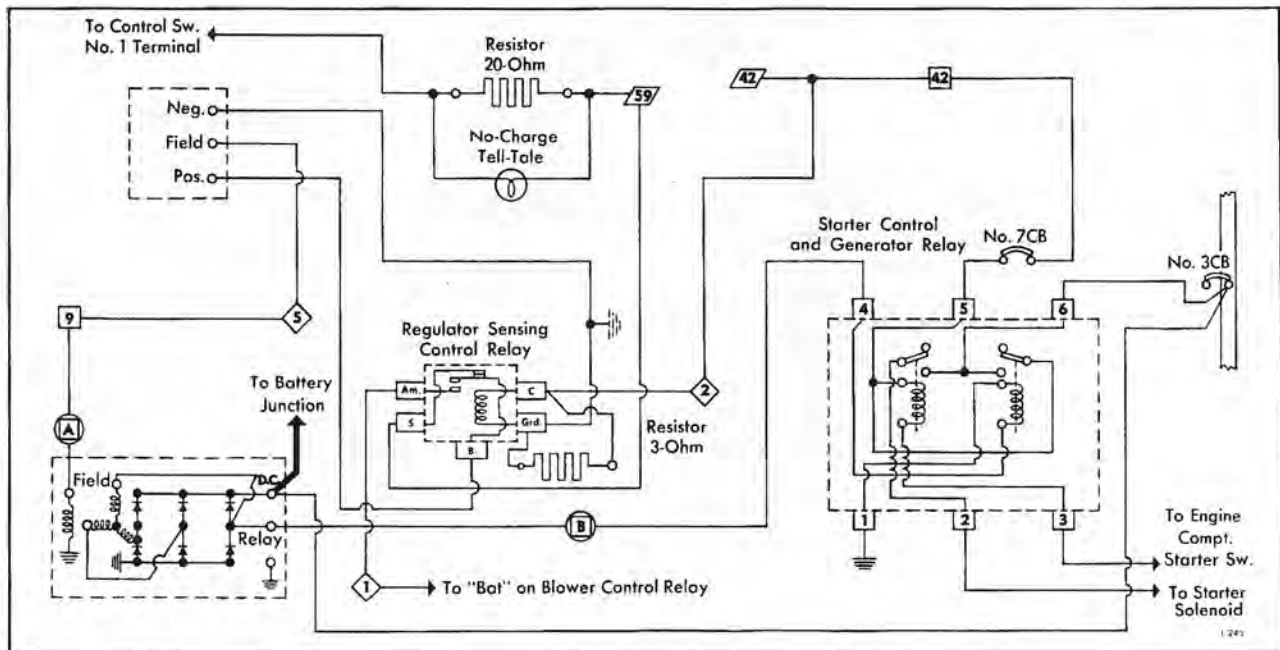 To Control Sw.
No. 1 Terminal
Resistor
20-Ohm
59
42
42
Neg.
Field
Pos.
No-Charge
Tell-Tale
Starter Control
and Generator Relay
No. 7CB
No. 3CB
9
5
4
5
6
Regulator Sensing
Control Relay
To Battery
Junction
Am.
C
2
S
Grd.
Resistor
3-Ohm
B
A
Field
D.C.
Relay
B
1
2
3
To Engine
Compt.
Starter Sw.
1
To "Bat" on Blower Control Relay
To Starter
Solenoid